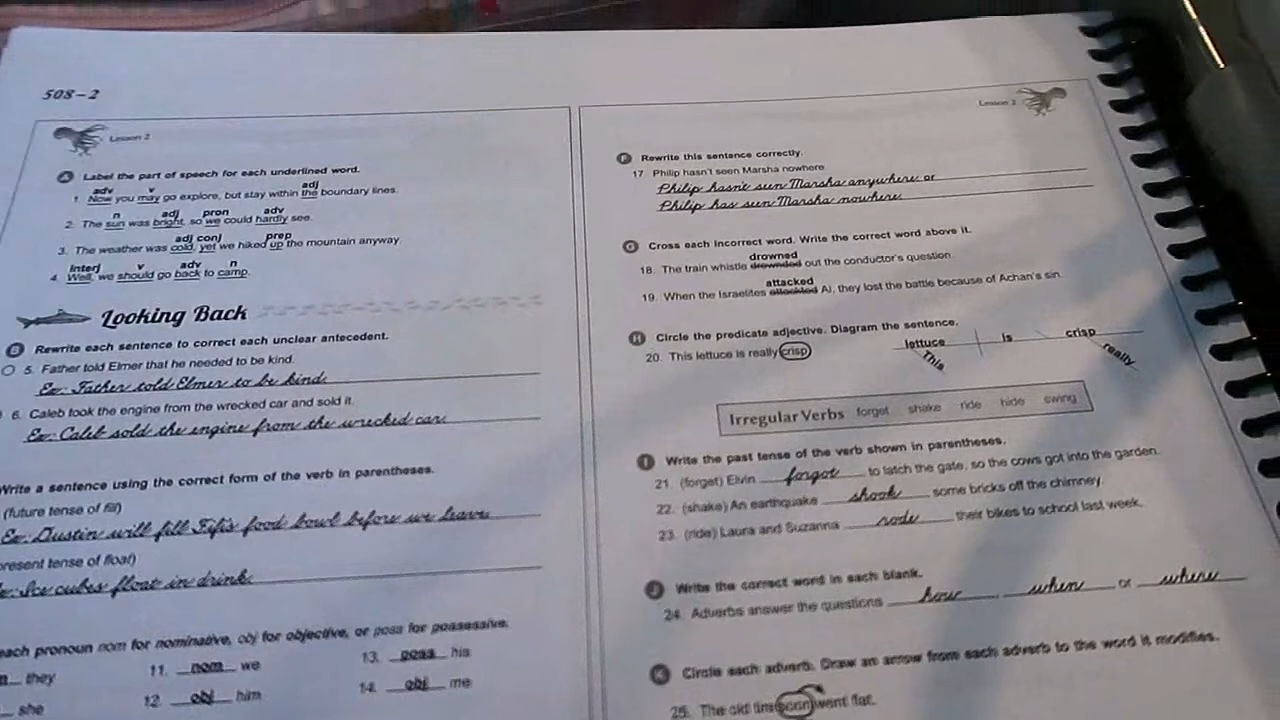 508-2
Lesson 2
A Label the part of speech for each underlined word.
adv v adj
1. Now you may go explore, but stay within the boundary lines.
n adj pron adv
2. The sun was bright, so we could hardly see.
adj conj prep
3. The weather was cold, yet we hiked up the mountain anyway.
interj v adv n
4. Well, we should go back to camp.
Looking Back
B Rewrite each sentence to correct each unclear antecedent.
5. Father told Elmer that he needed to be kind.
Ex: Father told Elmer to be kind.
6. Caleb took the engine from the wrecked car and sold it.
Ex: Caleb sold the engine from the wrecked car.
Write a sentence using the correct form of the verb in parentheses.
(future tense of fill)
Ex: Dustin will fill Fifi's food bowl before we leave.
present tense of float)
Ex: Ice cubes float in drink.
each pronoun nom for nominative, obj for objective, or poss for possessive.
they 11. nom we 13. poss his
she 12. obj him 14. obj me
Lesson 2
F Rewrite this sentence correctly.
17. Philip hasn't seen Marsha nowhere.
Philip hasn't seen Marsha anywhere. or
Philip has seen Marsha nowhere.
G Cross each incorrect word. Write the correct word above it.
drowned
18. The train whistle drownded out the conductor's question.
attacked
19. When the Israelites attackted Ai, they lost the battle because of Achan's sin.
H Circle the predicate adjective. Diagram the sentence.
20. This lettuce is really crisp.
lettuce is crisp
This really
Irregular Verbs forget shake ride hide swing
I Write the past tense of the verb shown in parentheses.
21. (forget) Elvin forgot to latch the gate, so the cows got into the garden.
22. (shake) An earthquake shook some bricks off the chimney.
23. (ride) Laura and Suzanna rode their bikes to school last week.
J Write the correct word in each blank.
24. Adverbs answer the questions how, when or where
K Circle each adverb. Draw an arrow from each adverb to the word it modifies.
25. The old tire soon went flat.